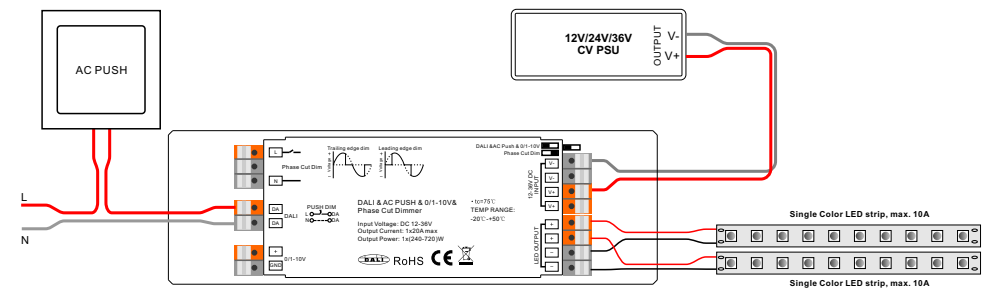 AC PUSH
L
N
12V/24V/36V
CV PSU
OUTPUT
V-
V+
L
Phase Cut Dim
N
Trailing edge dim
Leading edge dim
Volts
Volts
DALI &AC Push & 0/1-10V
Phase Cut Dim
12-36V DC
INPUT
V-
V-
V+
V+
DA
DA
DALI
PUSH DIM
L DA
N DA
DALI & AC PUSH & 0/1-10V&
Phase Cut Dimmer
Input Voltage: DC 12-36V
Output Current: 1x20A max
Output Power: 1x(240-720)W
• tc=75℃
TEMP RANGE:
-20℃-+50℃
+
GND
0/1-10V
DALI
RoHS
CE
LED OUTPUT
+
+
−
−
Single Color LED strip, max. 10A
Single Color LED strip, max. 10A